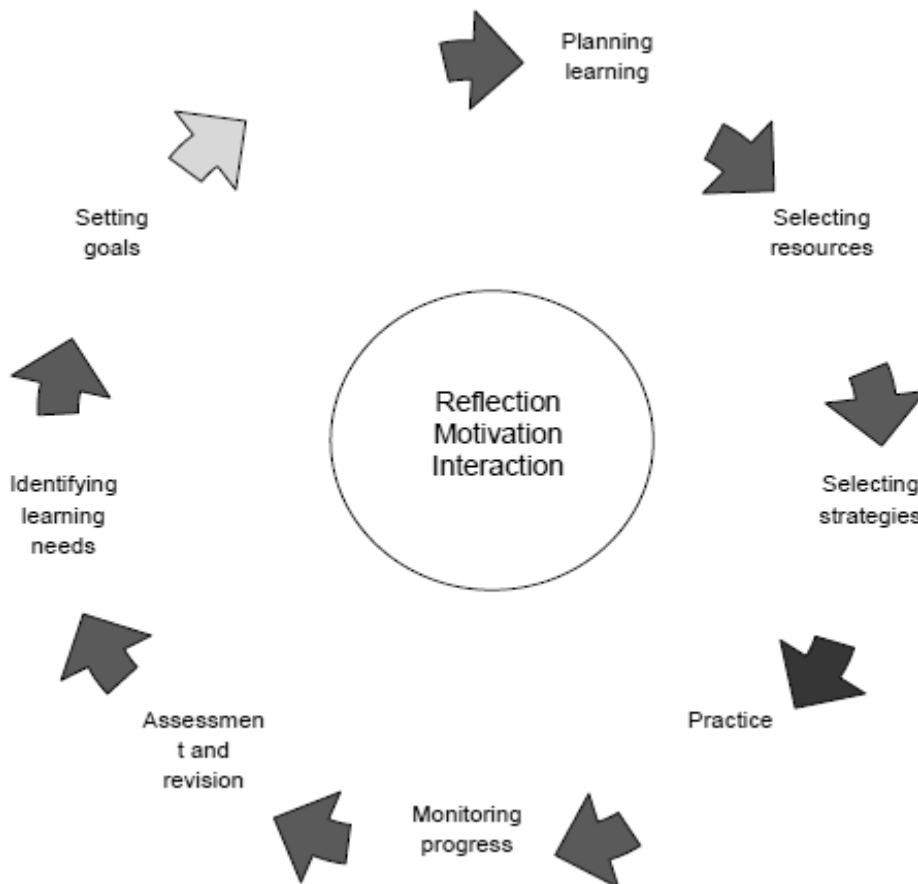 Planning
learning
Selecting
resources
Selecting
strategies
Practice
Monitoring
progress
Assessmen
t and
revision
Identifying
learning
needs
Setting
goals
Reflection
Motivation
Interaction